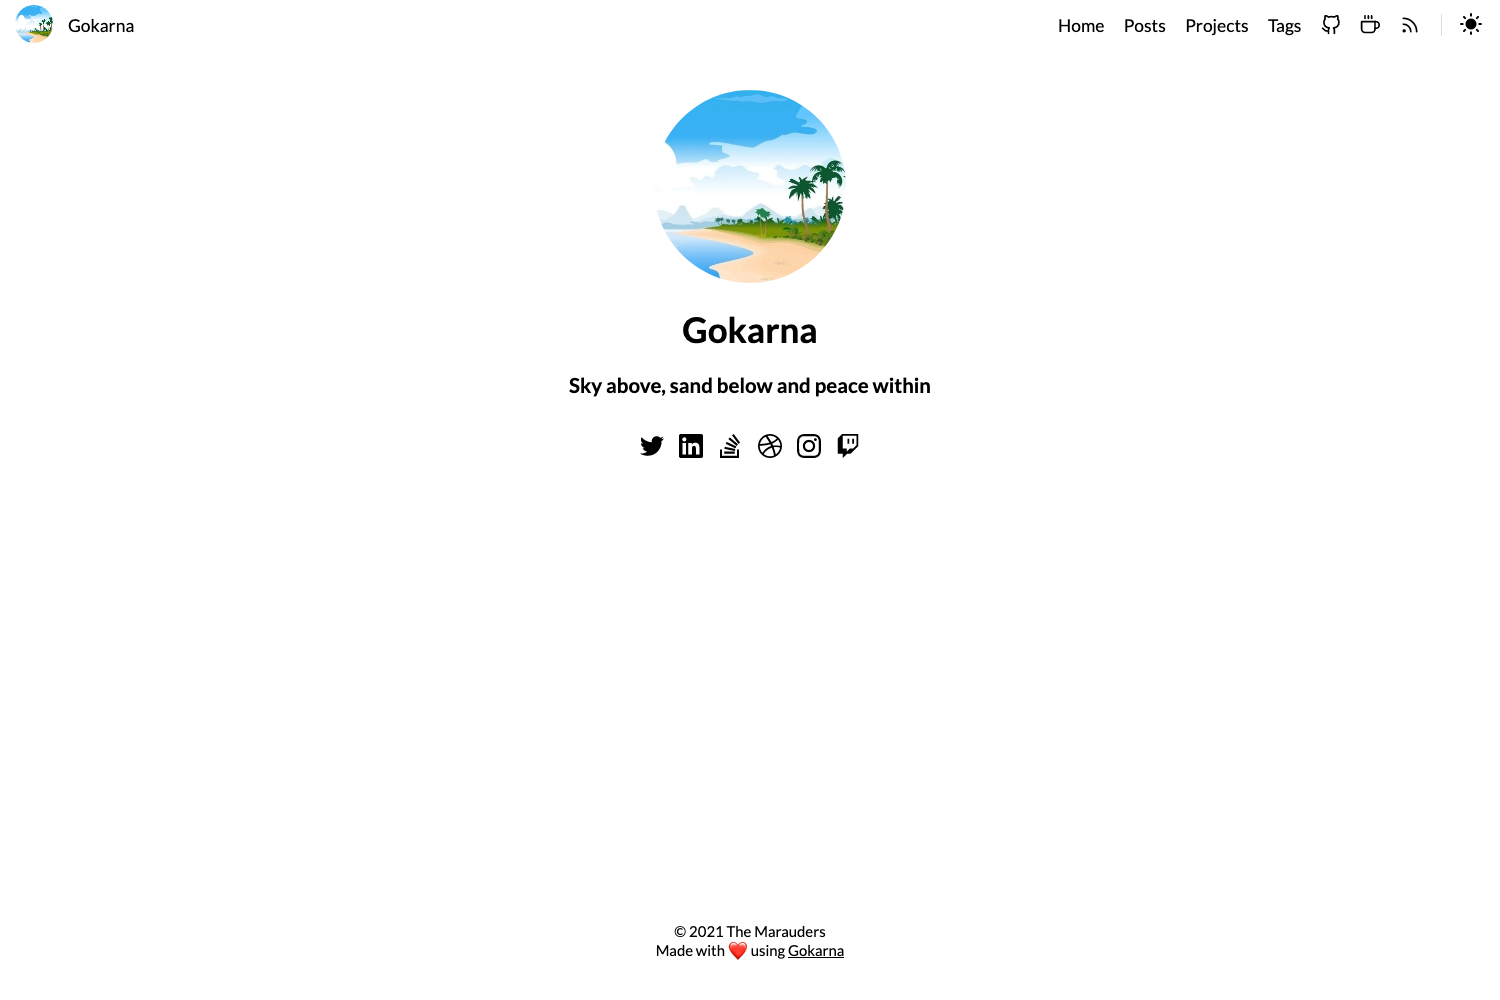 Gokarna
Home Posts Projects Tags
Gokarna
Sky above, sand below and peace within
© 2021 The Marauders
Made with ❤️ using Gokarna